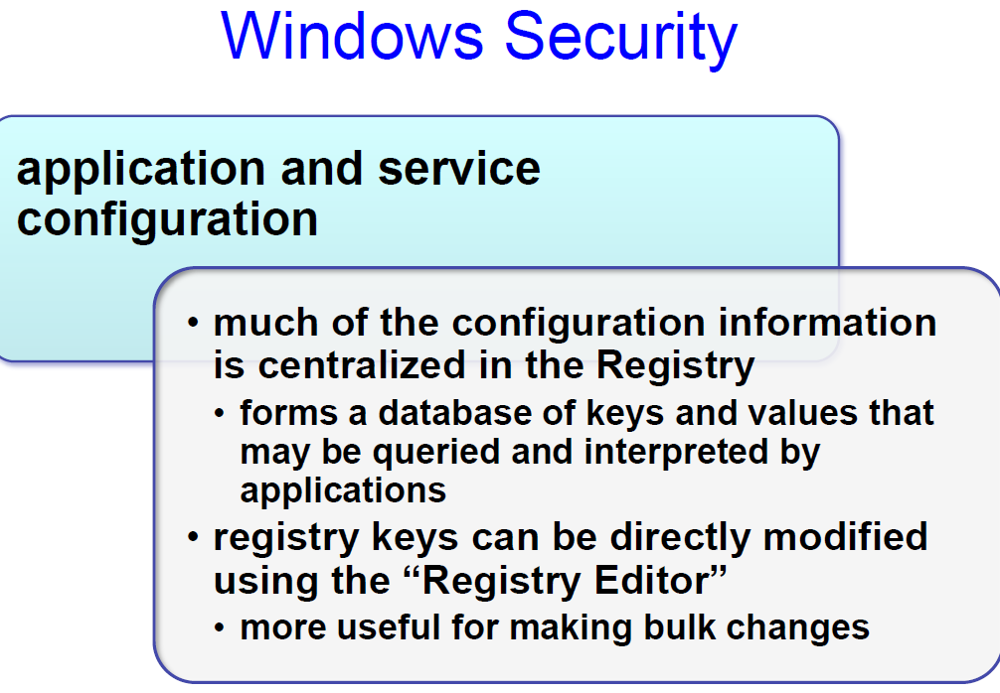 Windows Security
application and service
configuration
• much of the configuration information
is centralized in the Registry
• forms a database of keys and values that
may be queried and interpreted by
applications
• registry keys can be directly modified
using the “Registry Editor”
• more useful for making bulk changes